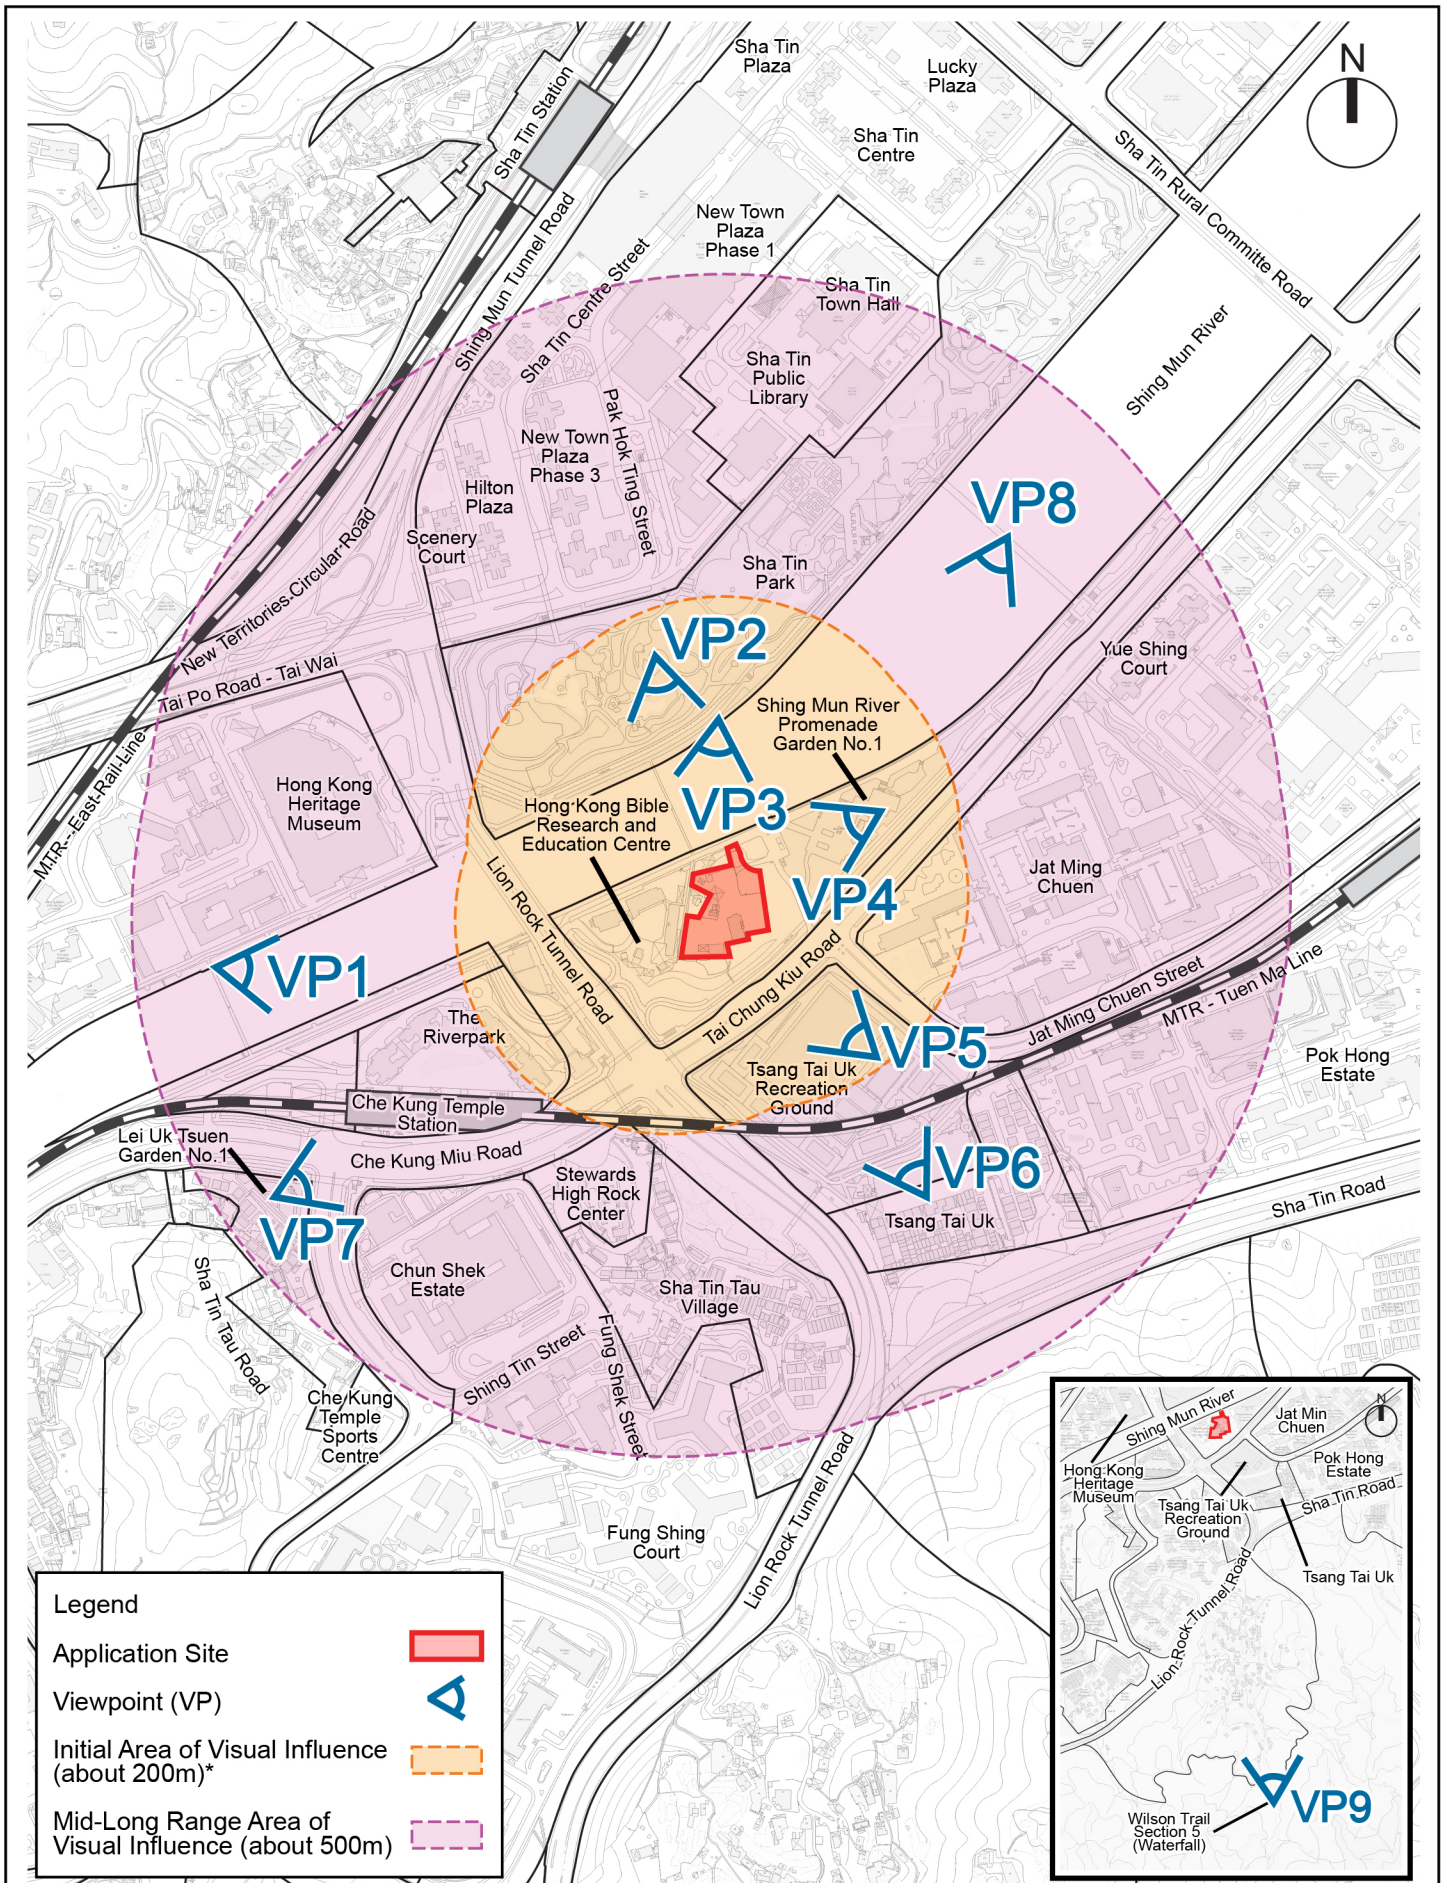 Sha Tin
Plaza
Lucky
Plaza
N
Sha Tin Station
Sha Tin
Centre
Sha Tin Rural Committe Road
New Town
Plaza
Phase 1
Shing Mun Tunnel Road
Sha Tin Centre Street
Sha Tin
Town Hall
Shing Mun River
Sha Tin
Public
Library
Pak Hok Ting Street
New Town
Plaza
Phase 3
Hilton
Plaza
VP8
Scenery
Court
New Territories Circular Road
Sha Tin
Park
VP2
Yue Shing
Court
Tai Po Road - Tai Wai
Shing Mun River
Promenade
Garden No.1
MTR - East Rail Line
Hong Kong
Heritage
Museum
VP3
Hong Kong Bible
Research and
Education Centre
Jat Ming
Chuen
Lion Rock Tunnel Road
VP4
VP1
Tai Chung Kiu Road
Jat Ming Chuen Street
MTR - Tuen Ma Line
The
Riverpark
VP5
Pok Hong
Estate
Tsang Tai Uk
Recreation
Ground
Che Kung Temple
Station
Lei Uk Tsuen
Garden No.1
Che Kung Miu Road
Stewards
High Rock
Center
VP6
Sha Tin Road
VP7
Tsang Tai Uk
Sha Tin Tau Road
Chun Shek
Estate
Sha Tin Tau
Village
Shing Tin Street
Fung Shek Street
Che Kung
Temple
Sports
Centre
Lion Rock Tunnel Road
Fung Shing
Court
N
Shing Mun River
Jat Min
Chuen
Hong Kong
Heritage
Museum
Pok Hong
Estate
Tsang Tai Uk
Recreation
Ground
Sha Tin Road
Tsang Tai Uk
Lion Rock Tunnel Road
VP9
Wilson Trail
Section 5
(Waterfall)
Legend
Application Site
Viewpoint (VP)
Initial Area of Visual Influence
(about 200m)*
Mid-Long Range Area of
Visual Influence (about 500m)